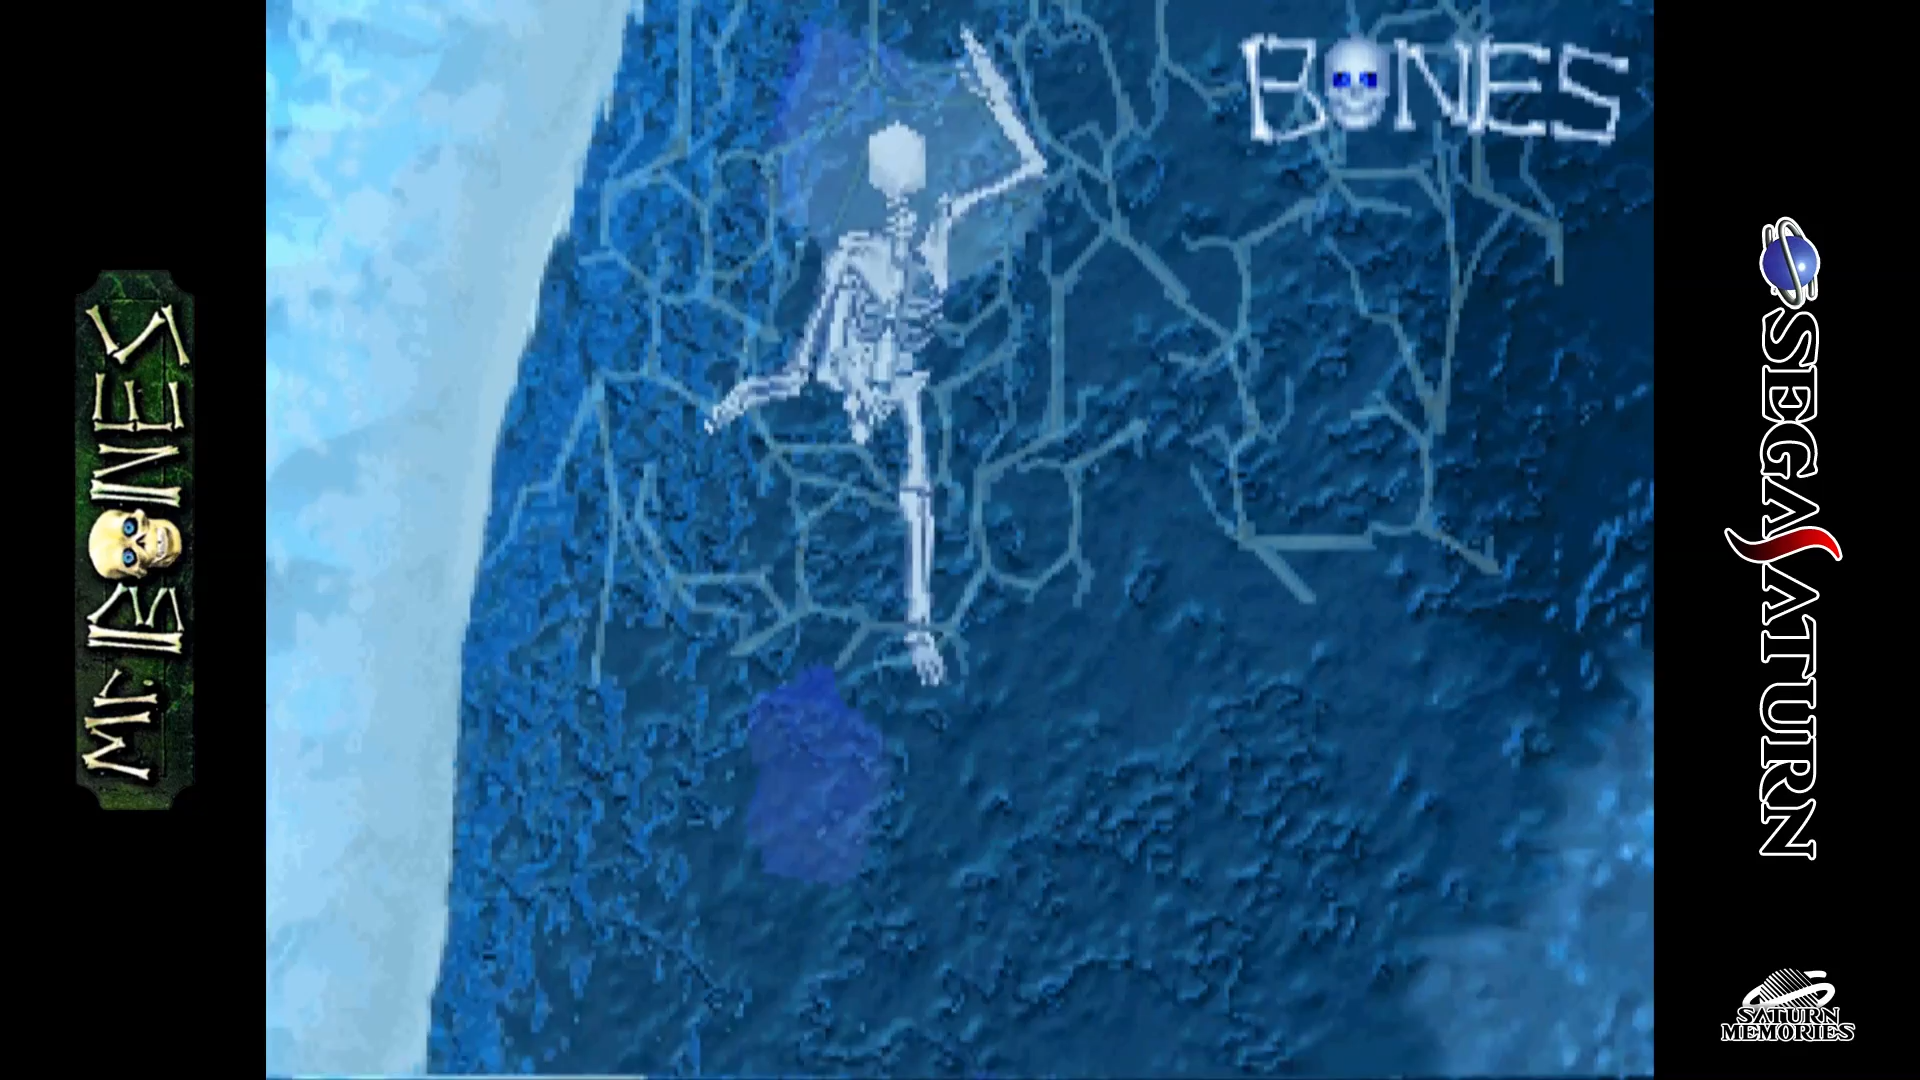 Mr. BONES
BONES
SEGA SATURN
SATURN
MEMORIES